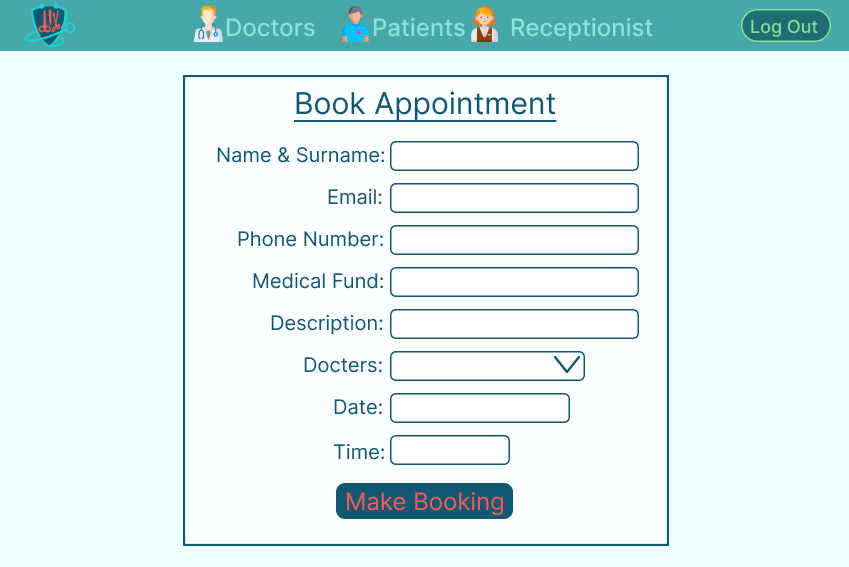 Doctors Patients Receptionist Log Out
Book Appointment
Name & Surname:
Email:
Phone Number:
Medical Fund:
Description:
Docters:
Date:
Time:
Make Booking